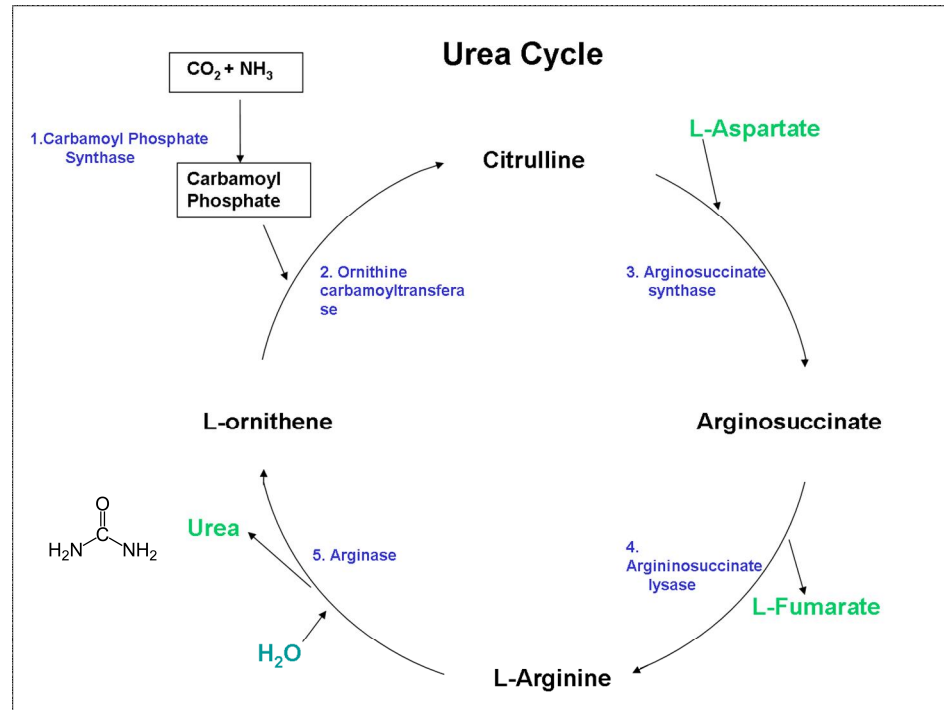 Urea Cycle
CO₂ + NH₃
1.Carbamoyl Phosphate
Synthase
Carbamoyl
Phosphate
Citrulline
L-Aspartate
2. Ornithine
carbamoyltransfera
se
3. Arginosuccinate
synthase
L-ornithene
Arginosuccinate
O
C
H₂N
NH₂
Urea
5. Arginase
4.
Argininosuccinate
lysase
L-Fumarate
H₂O
L-Arginine